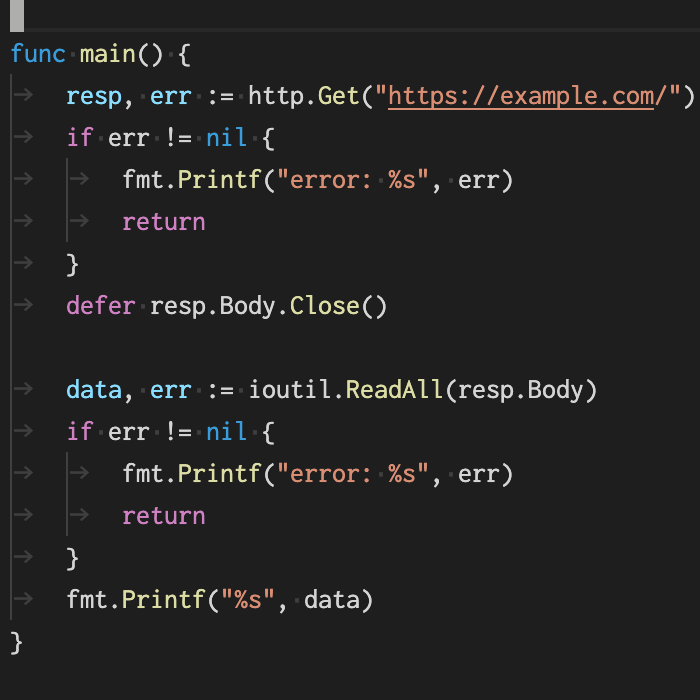 func main() {
	resp, err := http.Get("https://example.com/")
	if err != nil {
		fmt.Printf("error: %s", err)
		return
	}
	defer resp.Body.Close()

	data, err := ioutil.ReadAll(resp.Body)
	if err != nil {
		fmt.Printf("error: %s", err)
		return
	}
	fmt.Printf("%s", data)
}